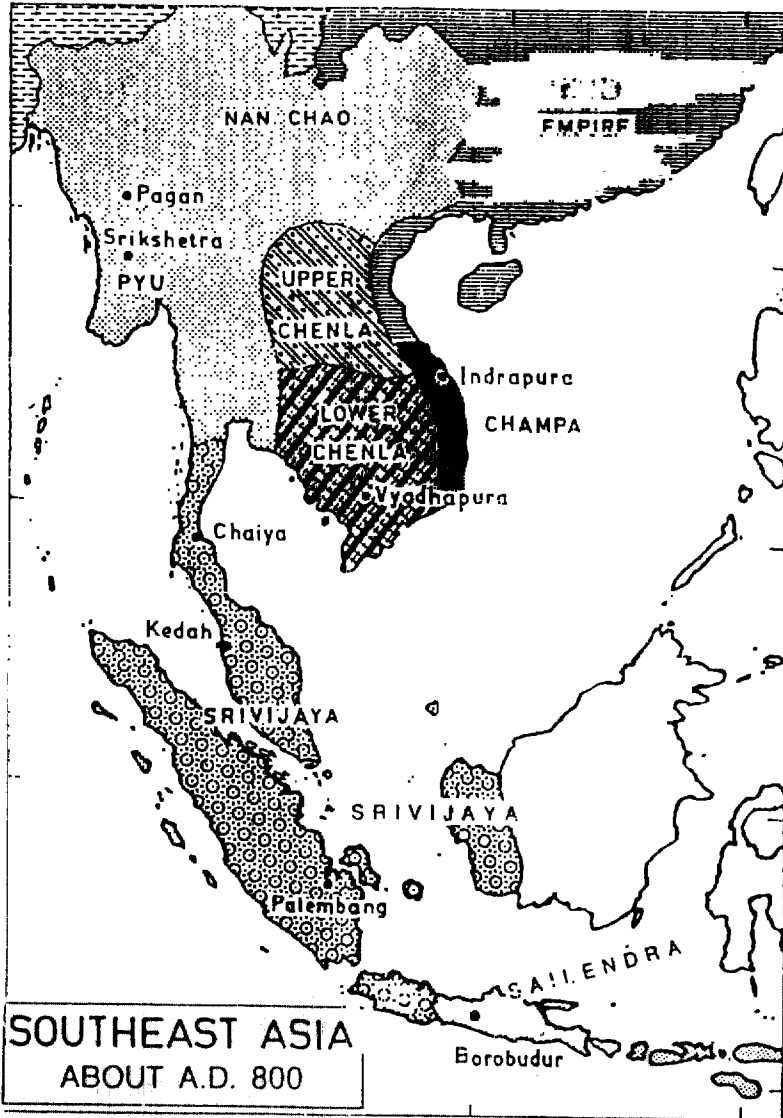 NAN CHAO
EMPIRE
Pagan
Srikshetra
PYU
UPPER
CHENLA
Indrapura
LOWER
CHAMPA
CHENLA
Vyadhapura
Chaiya
Kedah
SRIVIJAYA
SRIVIJAYA
Palembang
SAILENDRA
Borobudur
SOUTHEAST ASIA
ABOUT A.D. 800